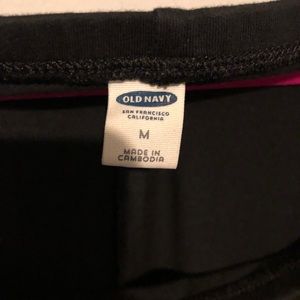 OLD NAVY
SAN FRANCISCO
CALIFORNIA
M
MADE IN
CAMBODIA